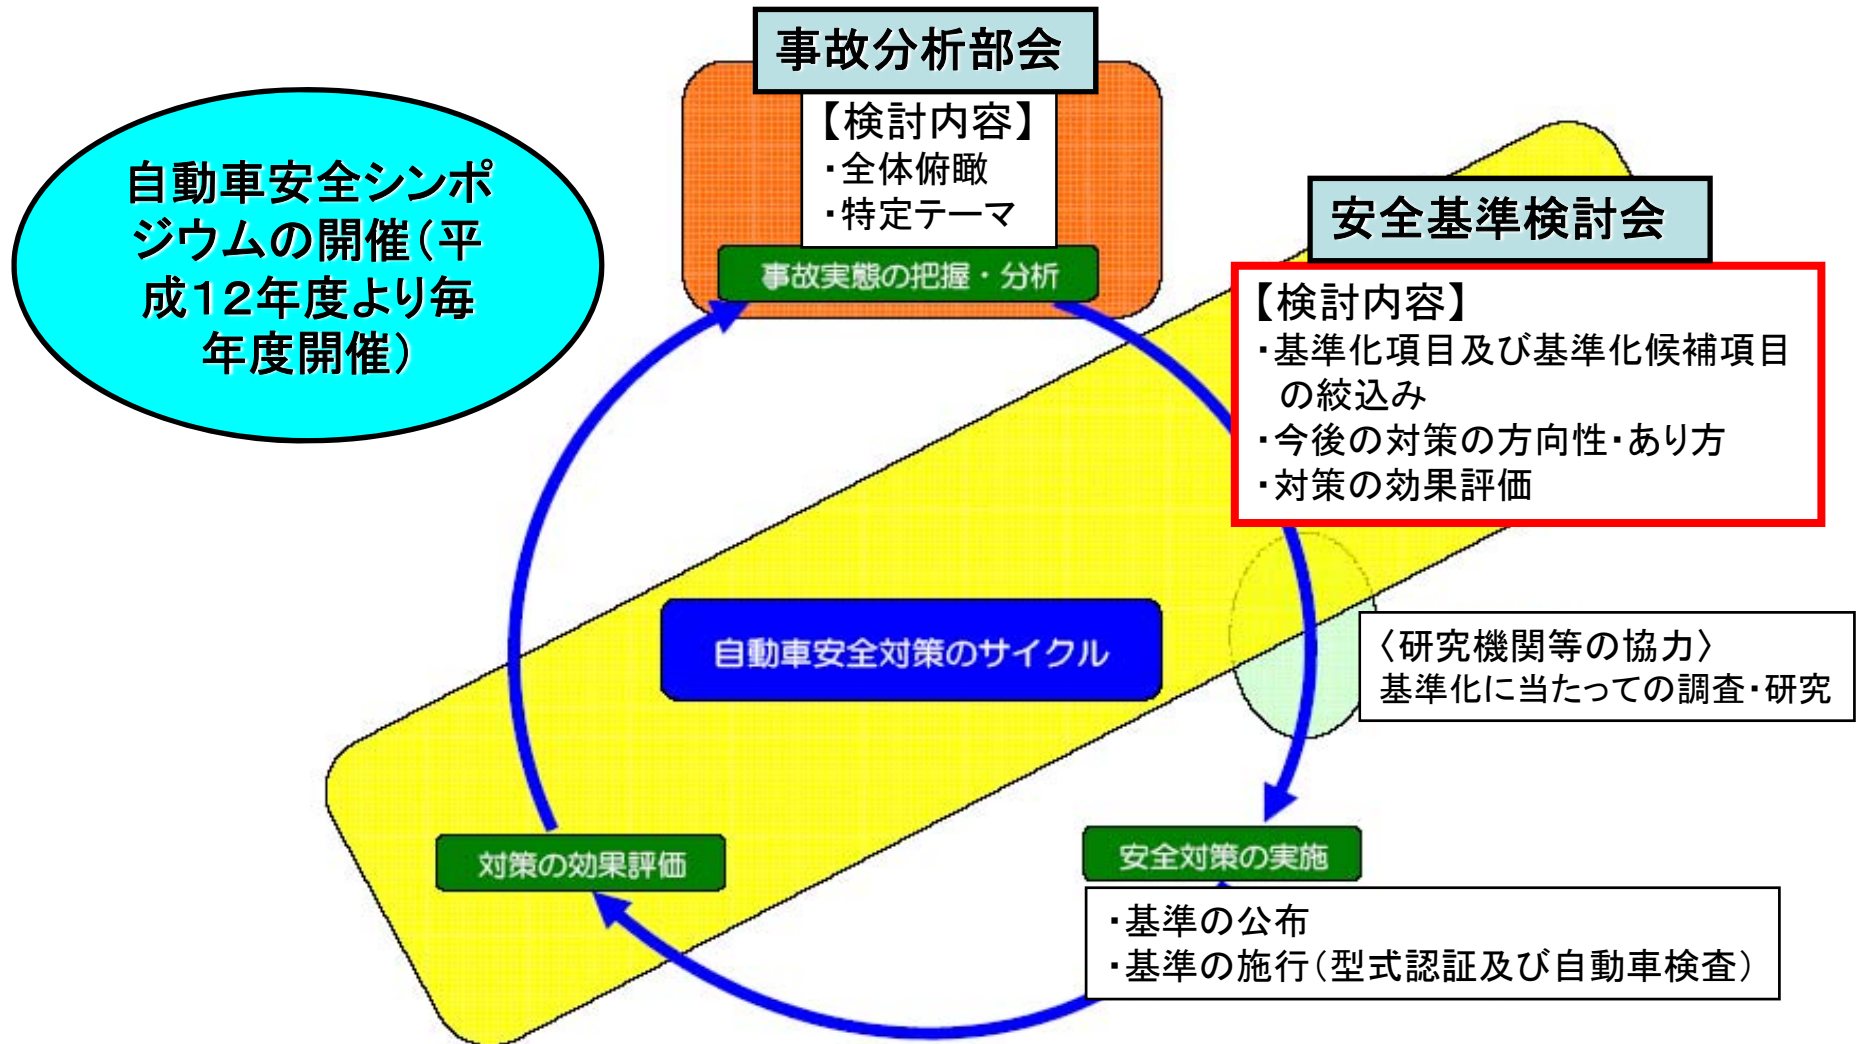 事故分析部会
【検討内容】
・全体俯瞰
・特定テーマ
事故実態の把握・分析
自動車安全シンポ
ジウムの開催（平
成１２年度より毎
年度開催）
安全基準検討会
【検討内容】
・基準化項目及び基準化候補項目
の絞込み
・今後の対策の方向性・あり方
・対策の効果評価
自動車安全対策のサイクル
〈研究機関等の協力〉
基準化に当たっての調査・研究
対策の効果評価
安全対策の実施
・基準の公布
・基準の施行（型式認証及び自動車検査）